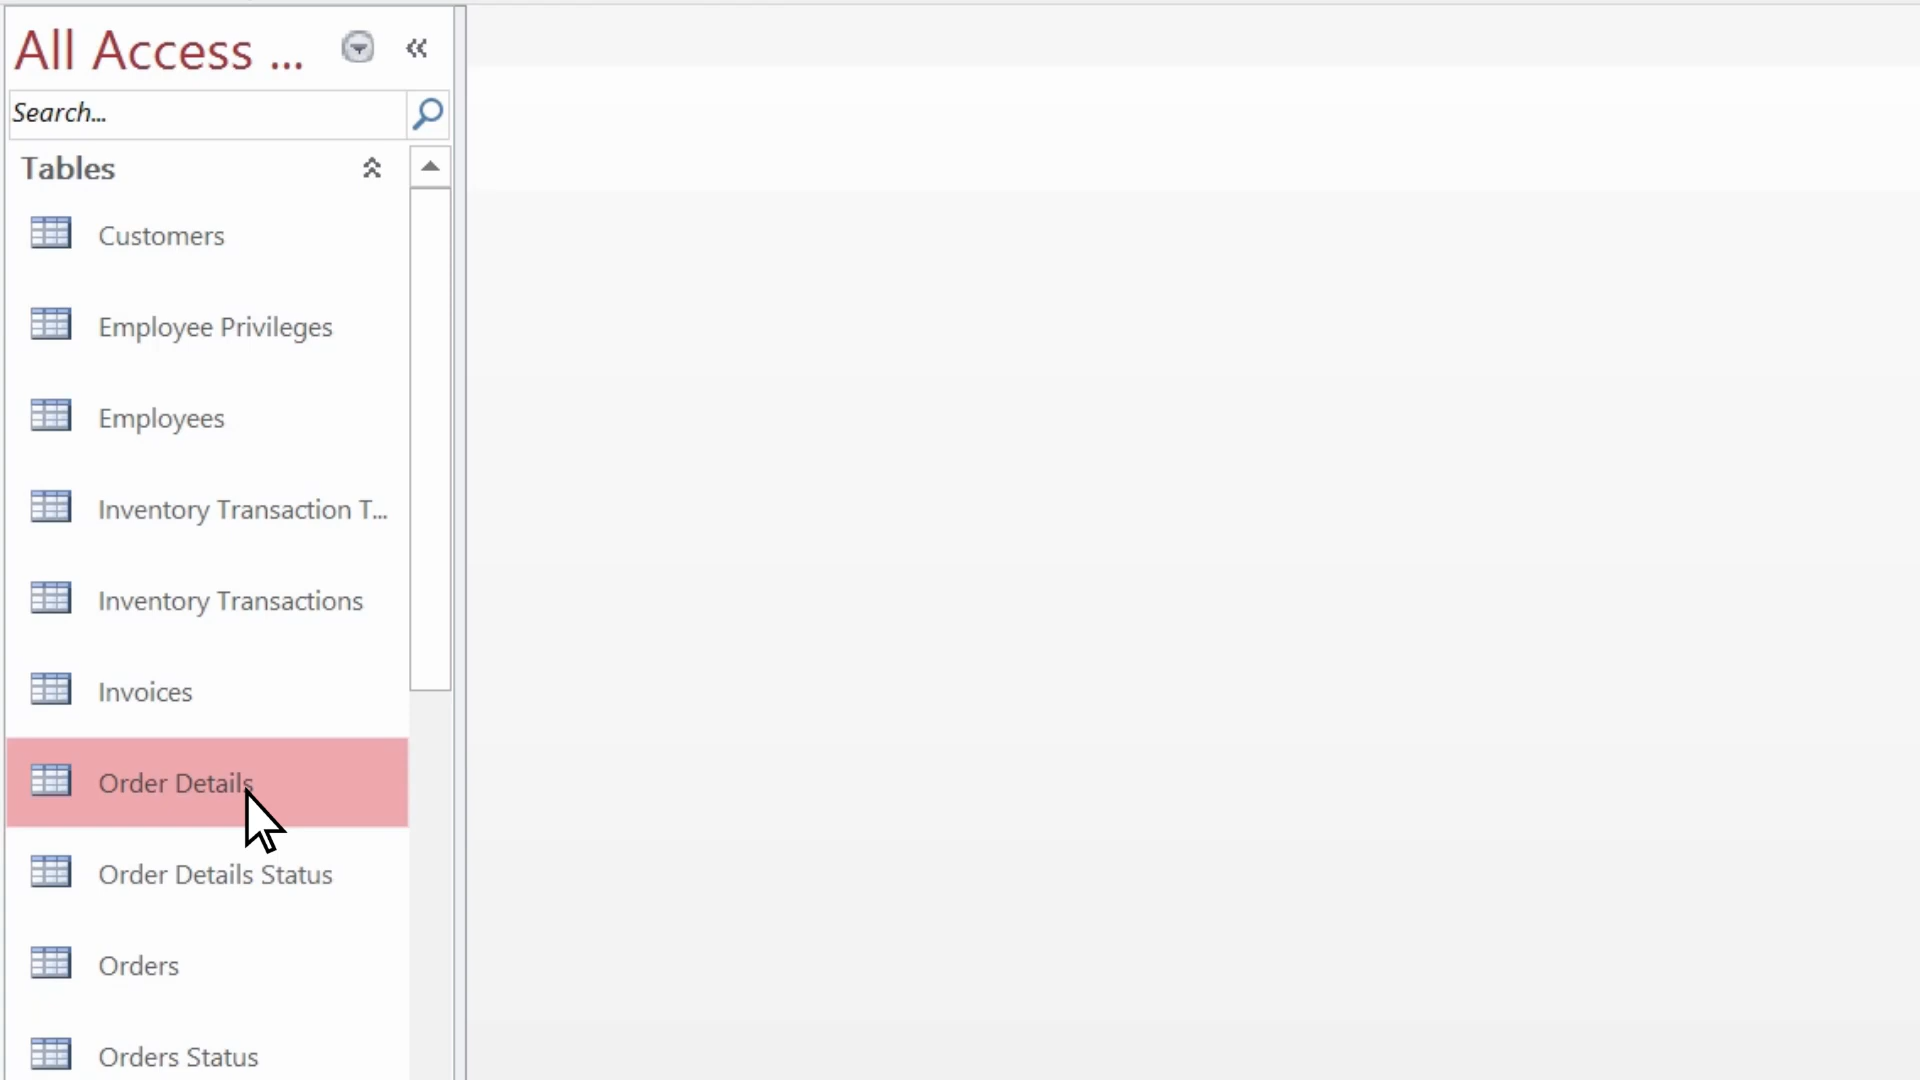 All Access ...
Search...
Tables
Customers
Employee Privileges
Employees
Inventory Transaction T...
Inventory Transactions
Invoices
Order Details
Order Details Status
Orders
Orders Status